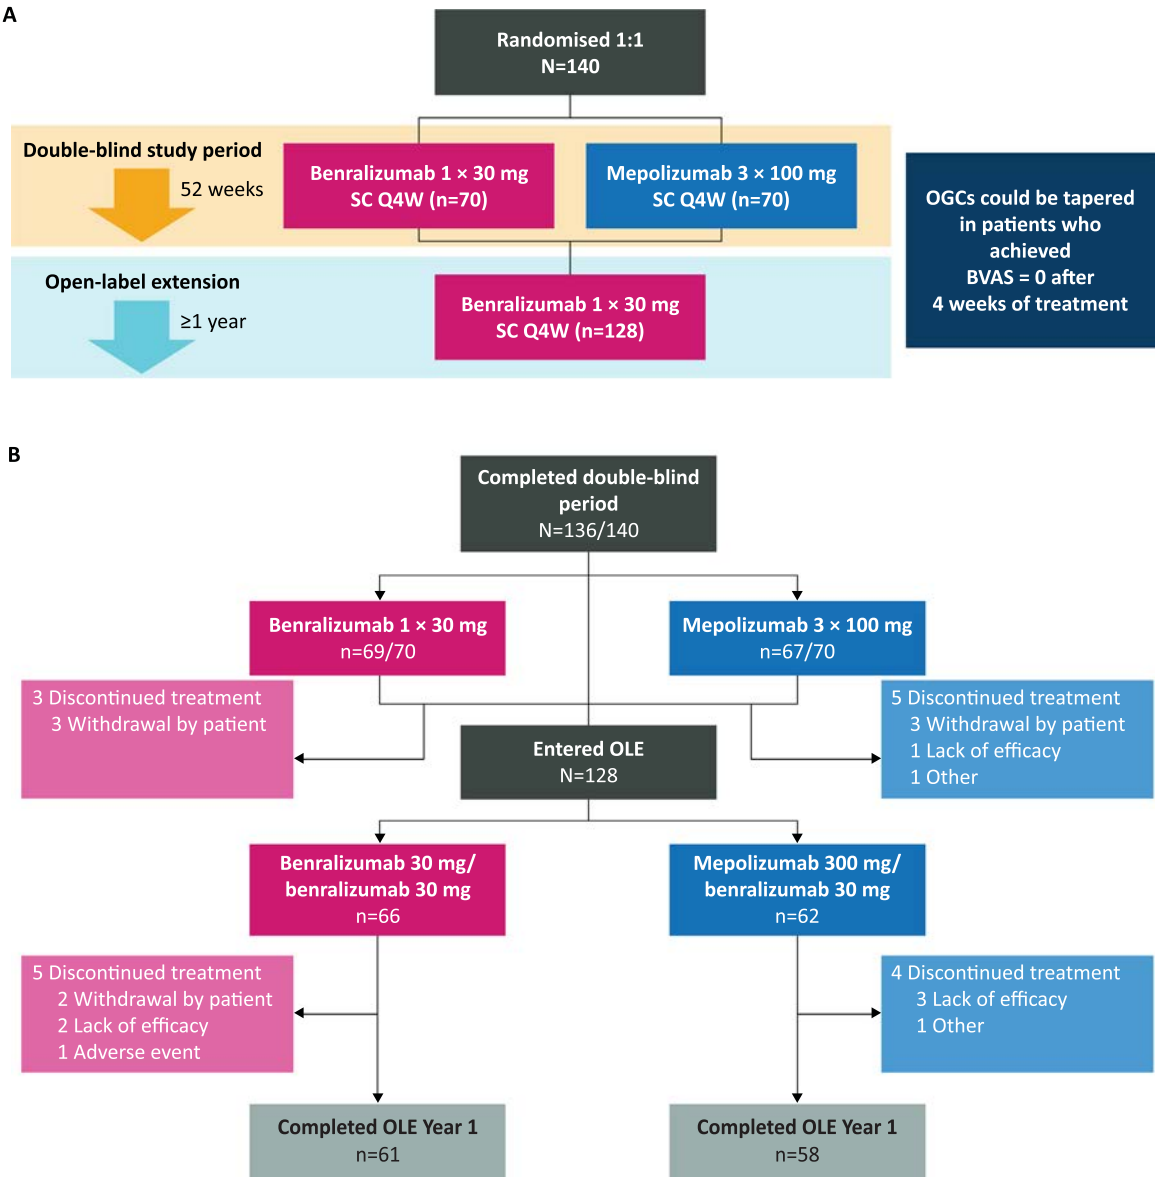 A
Randomised 1:1
N=140
Double-blind study period
52 weeks
Benralizumab 1 × 30 mg
SC Q4W (n=70)
Mepolizumab 3 × 100 mg
SC Q4W (n=70)
OGCs could be tapered
in patients who
achieved
BVAS = 0 after
4 weeks of treatment
Open-label extension
≥1 year
Benralizumab 1 × 30 mg
SC Q4W (n=128)
B
Completed double-blind
period
N=136/140
Benralizumab 1 × 30 mg
n=69/70
Mepolizumab 3 × 100 mg
n=67/70
3 Discontinued treatment
3 Withdrawal by patient
5 Discontinued treatment
3 Withdrawal by patient
1 Lack of efficacy
1 Other
Entered OLE
N=128
Benralizumab 30 mg/
benralizumab 30 mg
n=66
Mepolizumab 300 mg/
benralizumab 30 mg
n=62
5 Discontinued treatment
2 Withdrawal by patient
2 Lack of efficacy
1 Adverse event
4 Discontinued treatment
3 Lack of efficacy
1 Other
Completed OLE Year 1
n=61
Completed OLE Year 1
n=58